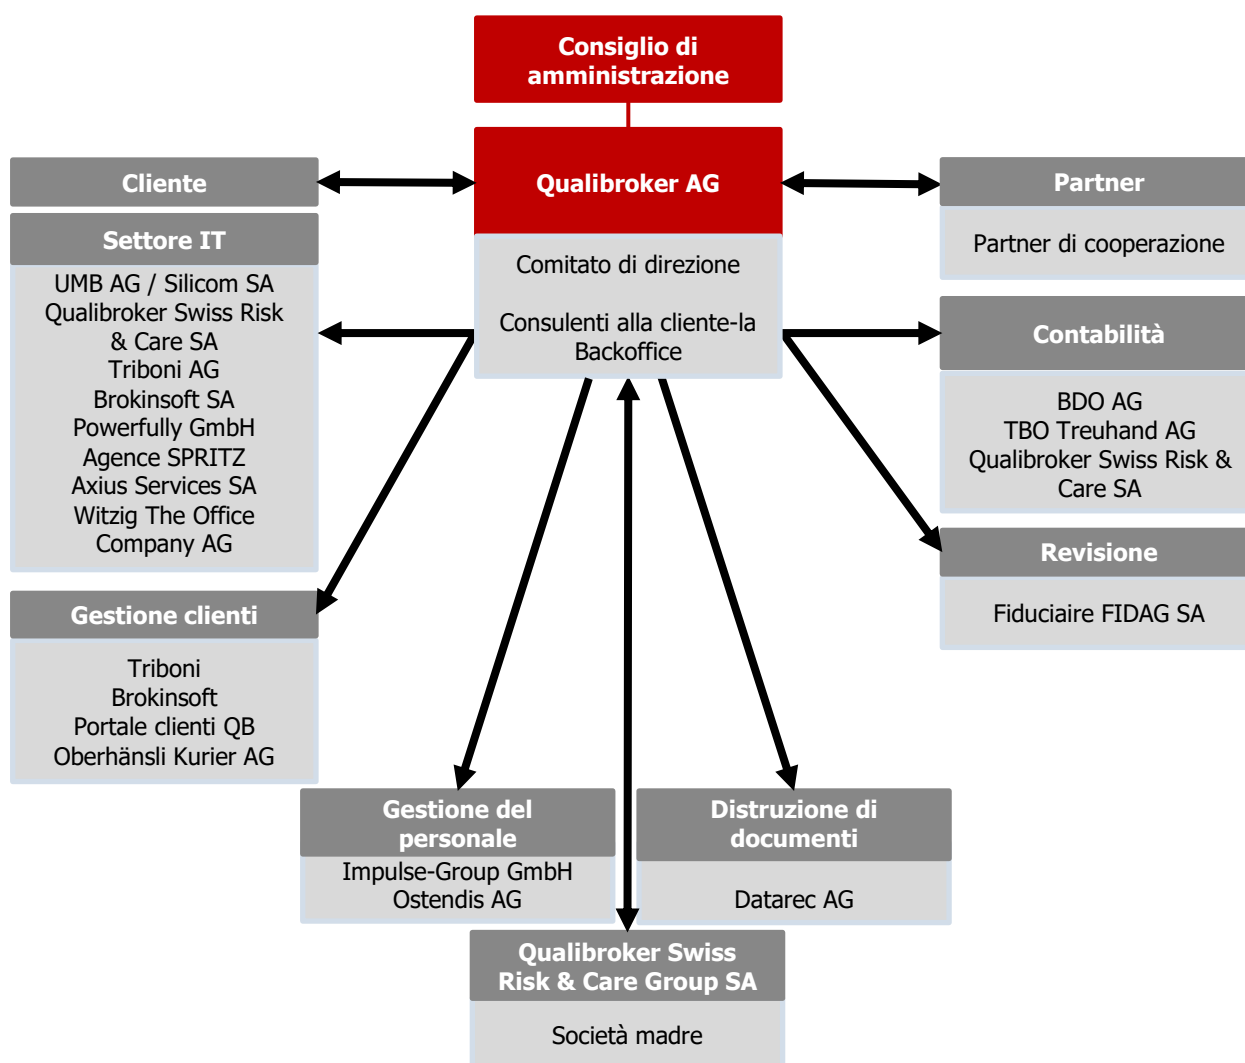 Consiglio di
amministrazione
Qualibroker AG
Comitato di direzione
Consulenti alla cliente-la
Backoffice
Cliente
Settore IT
UMB AG / Silicom SA
Qualibroker Swiss Risk
& Care SA
Triboni AG
Brokinsoft SA
Powerfully GmbH
Agence SPRITZ
Axius Services SA
Witzig The Office
Company AG
Gestione clienti
Triboni
Brokinsoft
Portale clienti QB
Oberhänsli Kurier AG
Partner
Partner di cooperazione
Contabilità
BDO AG
TBO Treuhand AG
Qualibroker Swiss Risk &
Care SA
Revisione
Fiduciaire FIDAG SA
Gestione del
personale
Impulse-Group GmbH
Ostendis AG
Distruzione di
documenti
Datarec AG
Qualibroker Swiss
Risk & Care Group SA
Società madre